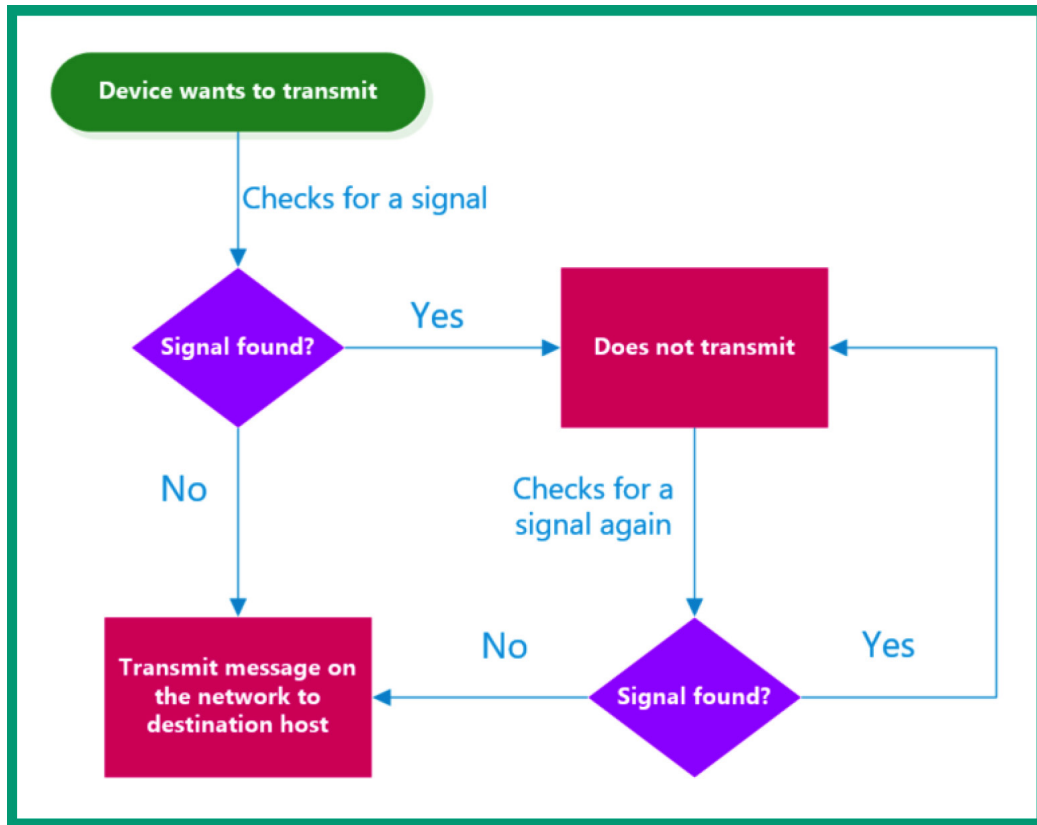 Device wants to transmit
Checks for a signal
Signal found?
Yes
Does not transmit
No
Checks for a
signal again
Transmit message on
the network to
destination host
No
Signal found?
Yes